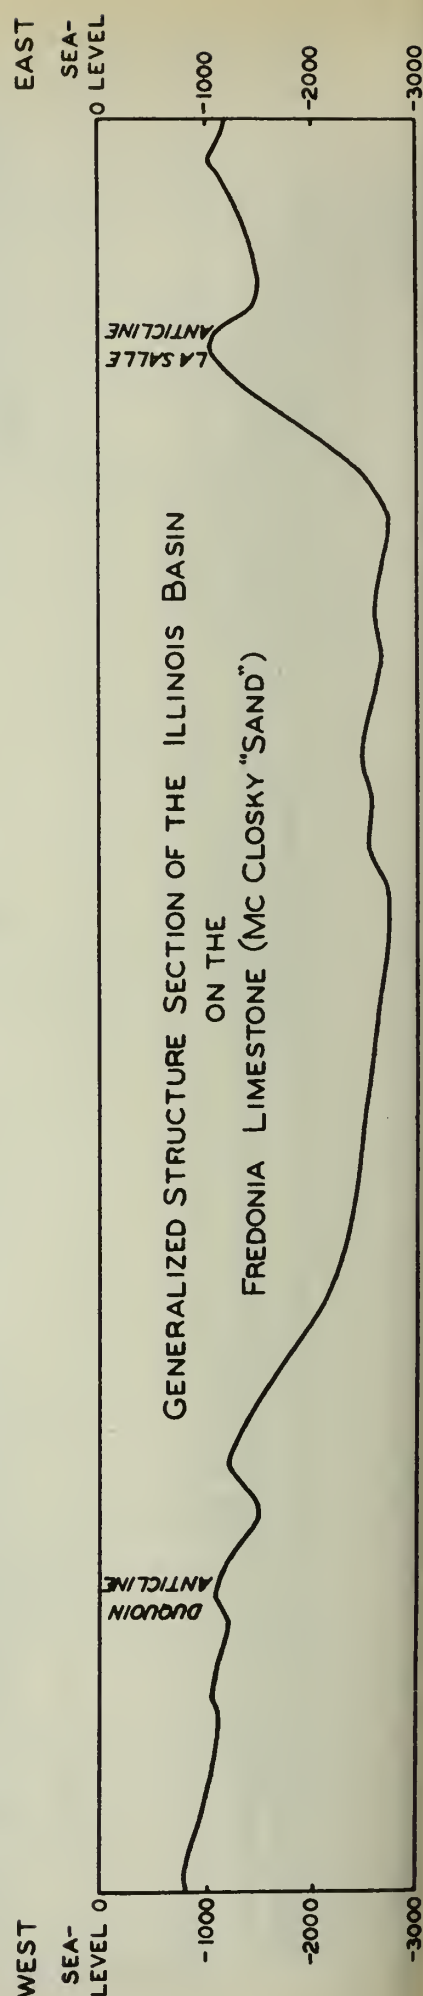 WEST
SEA-
LEVEL 0
-1000
-2000
-3000
DUQUOIN
ANTICLINE
GENERALIZED STRUCTURE SECTION OF THE ILLINOIS BASIN
ON THE
FREDONIA LIMESTONE (MC CLOSKY "SAND")
LA SALLE
ANTICLINE
EAST
SEA-
0 LEVEL
-1000
-2000
-3000